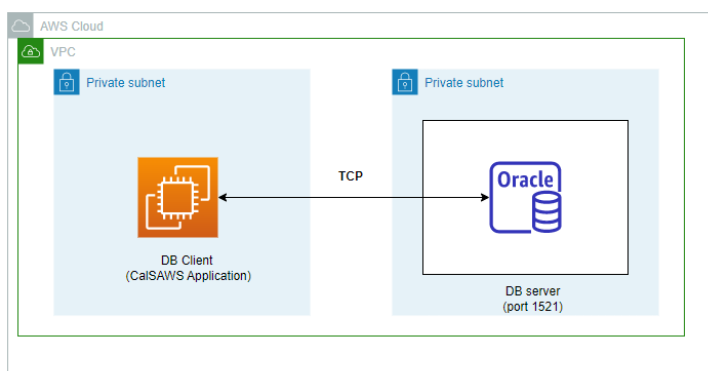 AWS Cloud
VPC
Private subnet
Private subnet
TCP
Oracle
DB Client
(CalSAWS Application)
DB server
(port 1521)